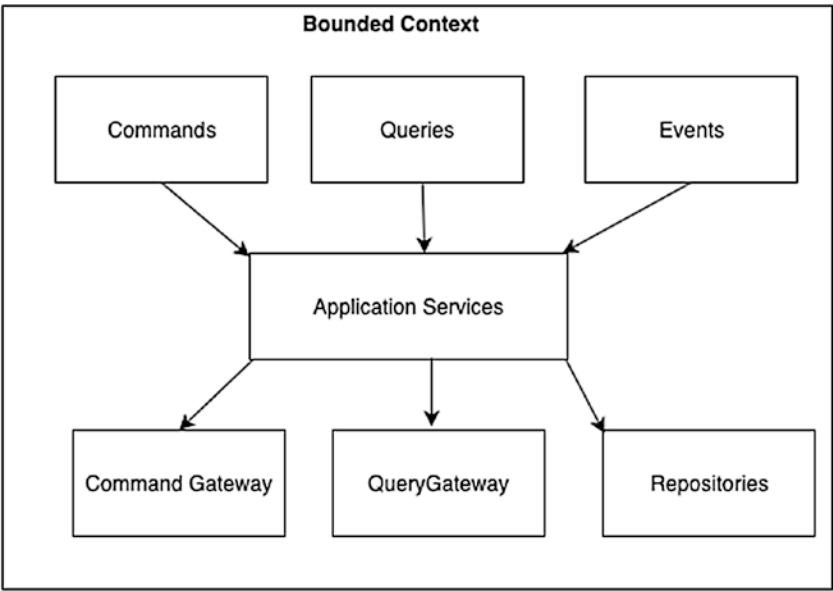 Bounded Context
Commands
Queries
Events
Application Services
Command Gateway
QueryGateway
Repositories